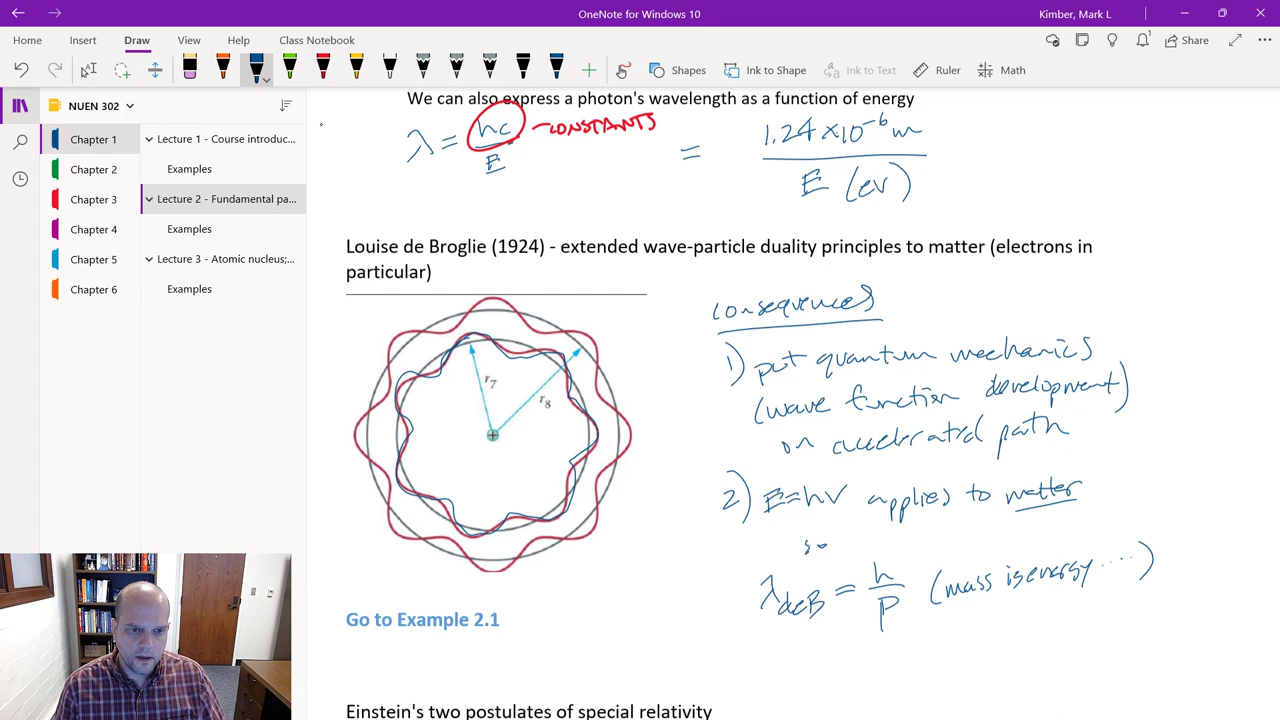 OneNote for Windows 10
Kimber, Mark L
Home
Insert
Draw
View
Help
Class Notebook
Share
Shapes
Ink to Shape
Ink to Text
Ruler
Math
NUEN 302
Chapter 1
Chapter 2
Chapter 3
Chapter 4
Chapter 5
Chapter 6
Lecture 1 - Course introduc...
Examples
Lecture 2 - Fundamental pa...
Examples
Lecture 3 - Atomic nucleus;...
Examples
We can also express a photon's wavelength as a function of energy
λ = hc/E - CONSTANTS = 1.24 x 10^-6 m / E (eV)
Louise de Broglie (1924) - extended wave-particle duality principles to matter (electrons in
particular)
r7
r8
+
consequences
1) put quantum mechanics
(wave function development)
on accelerated path
2) E=hν applies to matter
so
λdeB = h/p (mass is energy ....)
Go to Example 2.1
Einstein's two postulates of special relativity